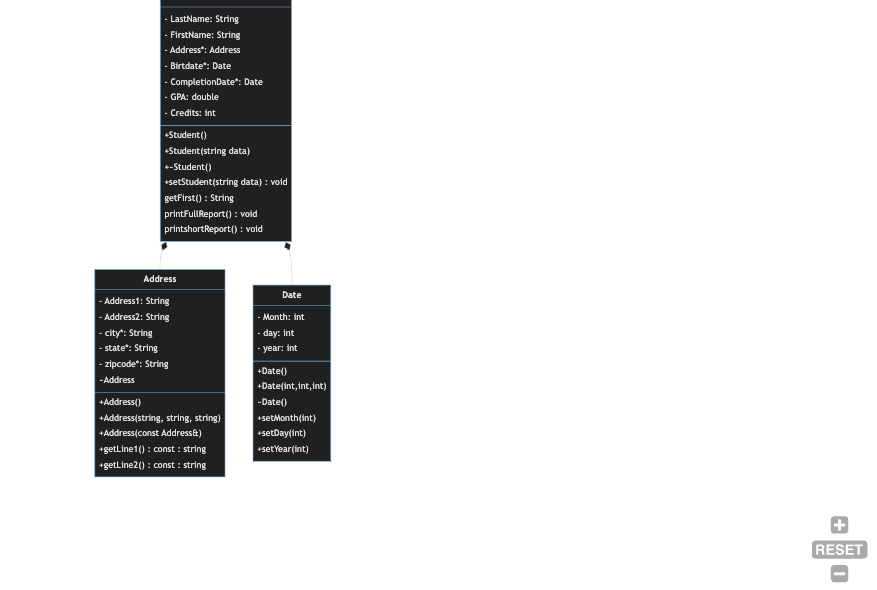 - LastName: String
- FirstName: String
- Address*: Address
- Birtdate*: Date
- CompletionDate*: Date
- GPA: double
- Credits: int
+Student()
+Student(string data)
+~Student()
+setStudent(string data) : void
getFirst() : String
printFullReport() : void
printshortReport() : void
Address
- Address1: String
- Address2: String
- city*: String
- state*: String
- zipcode*: String
~Address
+Address()
+Address(string, string, string)
+Address(const Address&)
+getLine1() : const : string
+getLine2() : const : string
Date
- Month: int
- day: int
- year: int
+Date()
+Date(int,int,int)
~Date()
+setMonth(int)
+setDay(int)
+setYear(int)
RESET